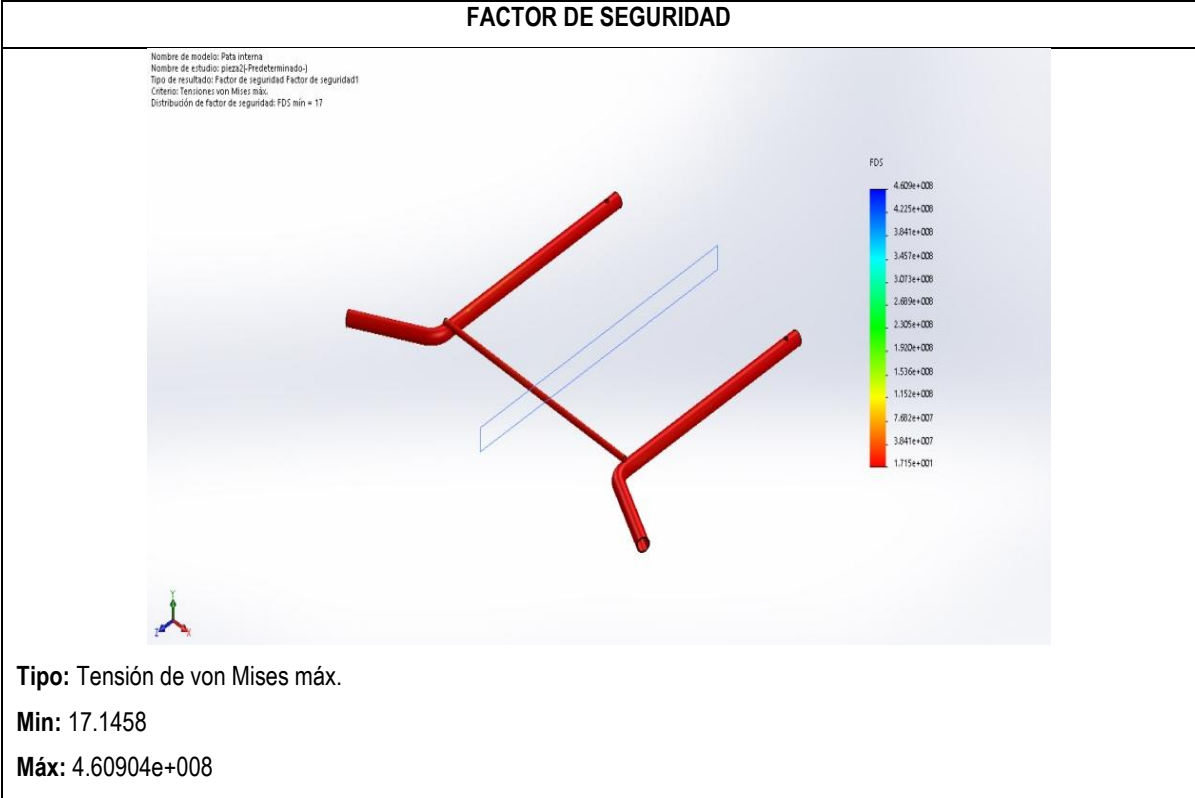 FACTOR DE SEGURIDAD
Nombre de modelo: Pata interna
Nombre de estudio: pieza2(-Predeterminado-)
Tipo de resultado: Factor de seguridad Factor de seguridad1
Criterio: Tensiones von Mises máx.
Distribución de factor de seguridad: FDS mín = 17
FDS
4.609e+008
4.225e+008
3.841e+008
3.457e+008
3.073e+008
2.689e+008
2.305e+008
1.920e+008
1.536e+008
1.152e+008
7.682e+007
3.841e+007
1.715e+001
Y
Z X
Tipo: Tensión de von Mises máx.
Min: 17.1458
Máx: 4.60904e+008